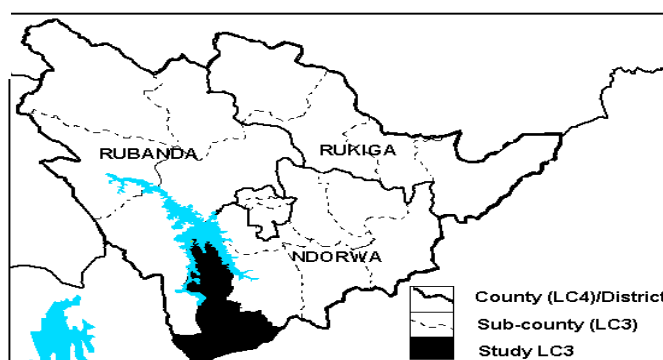 RUBANDA
RUKIGA
NDORWA
County (LC4)/District
Sub-county (LC3)
Study LC3